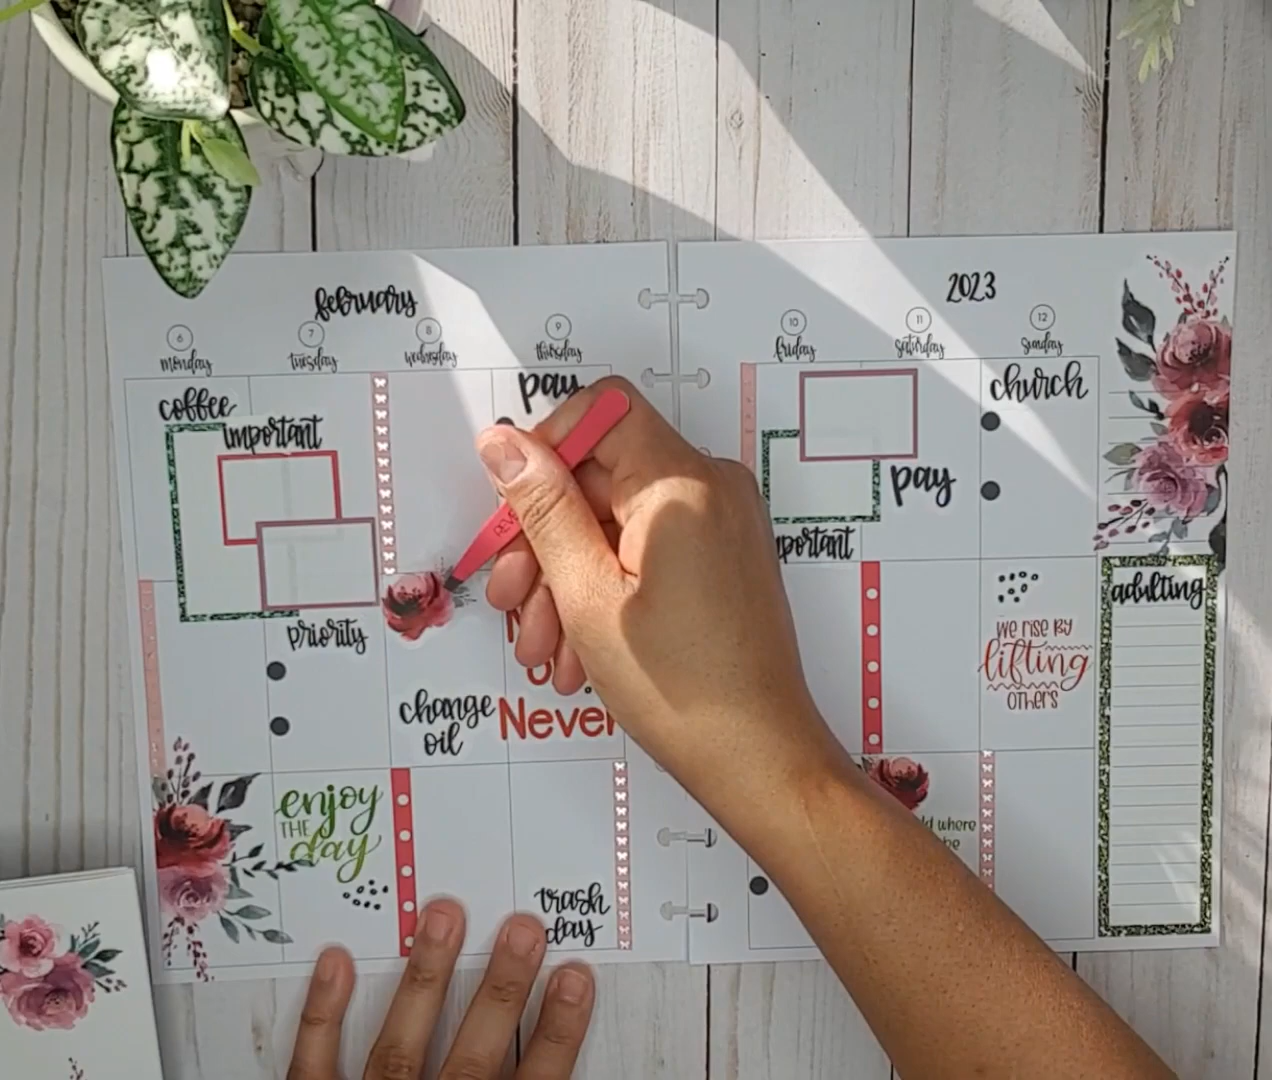 february
2023
6
7
8
9
10
11
12
monday
tuesday
wednesday
thursday
friday
saturday
sunday
coffee
important
priority
pay
church
pay
change
oil
Never
we rise by
lifting
others
adulting
enjoy
THE
day
trash
day
where